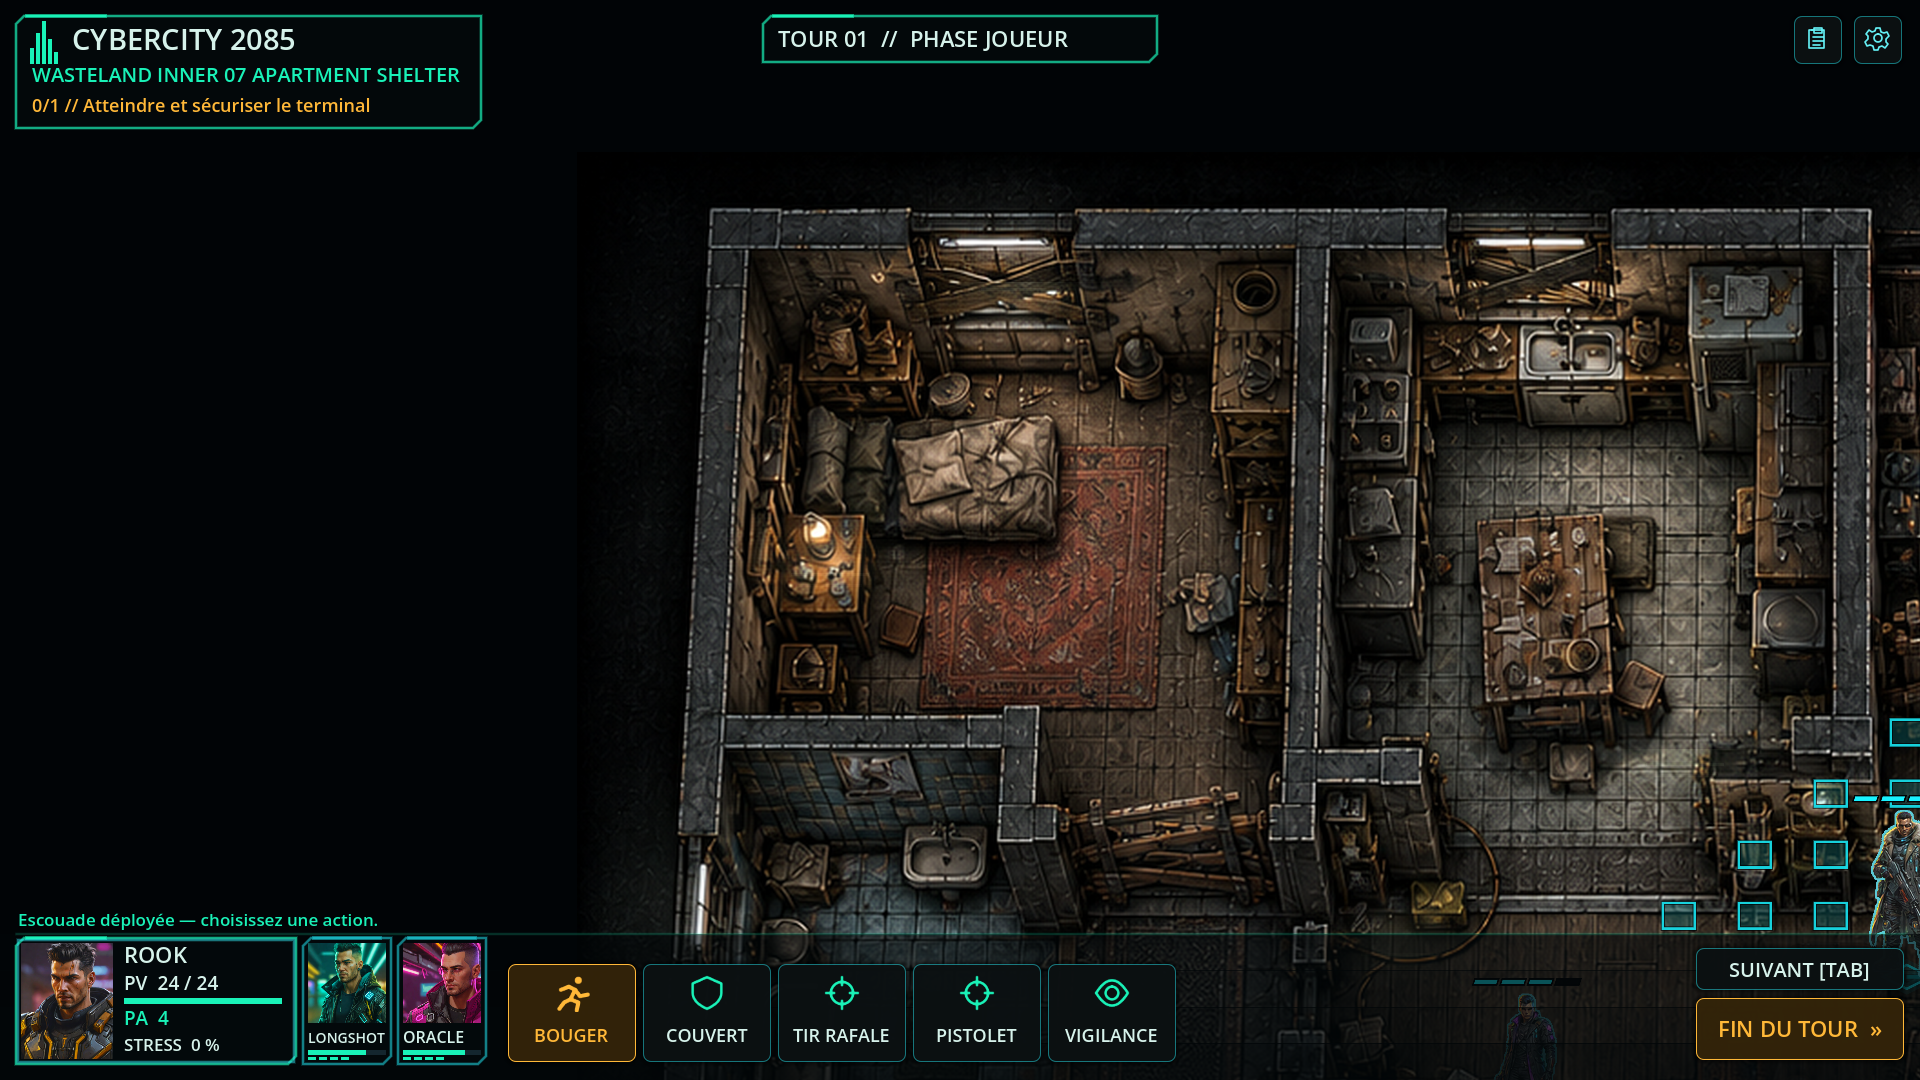 CYBERCITY 2085
WASTELAND INNER 07 APARTMENT SHELTER
0/1 // Atteindre et sécuriser le terminal
TOUR 01 // PHASE JOUEUR
Escouade déployée — choisissez une action.
ROOK
PV 24 / 24
PA 4
STRESS 0 %
LONGSHOT
ORACLE
BOUGER
COUVERT
TIR RAFALE
PISTOLET
VIGILANCE
SUIVANT [TAB]
FIN DU TOUR »